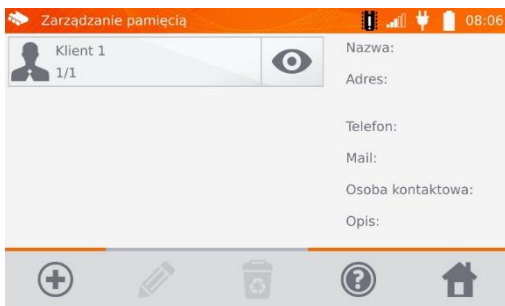 Zarządzanie pamięcią
08:06
Klient 1
1/1
Nazwa:
Adres:
Telefon:
Mail:
Osoba kontaktowa:
Opis: